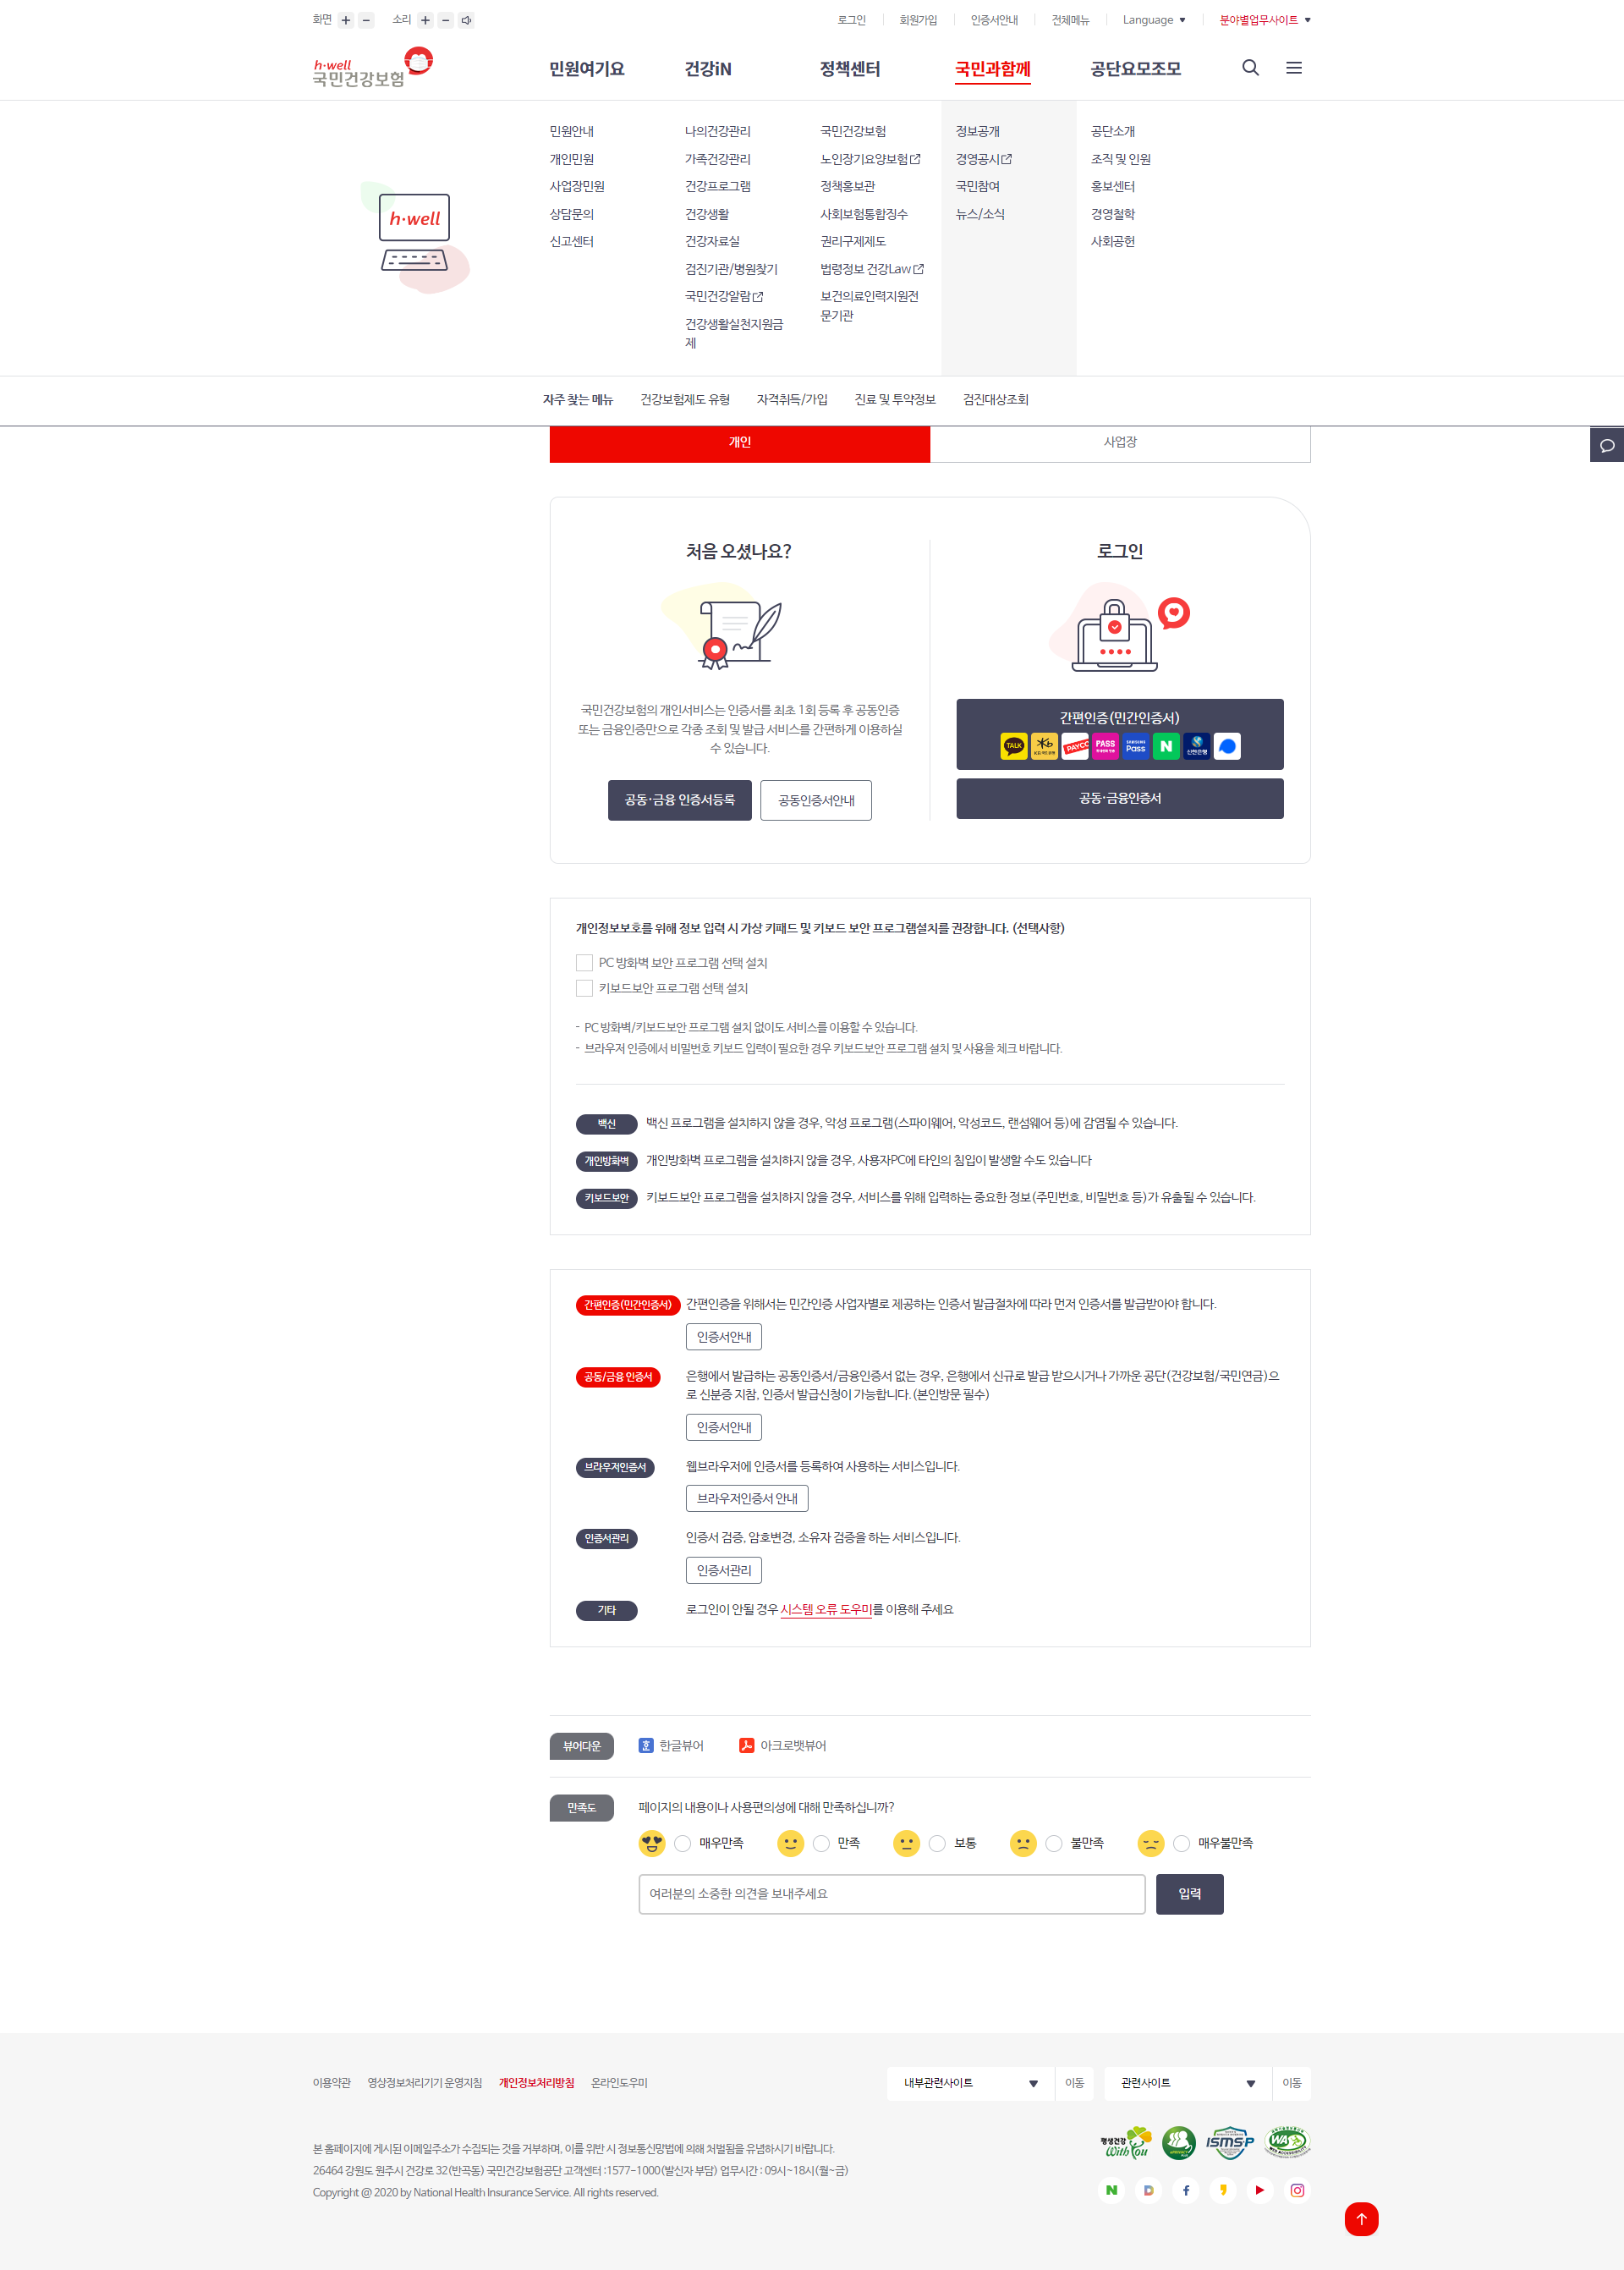 화면 + - 소리 + -
로그인 회원가입 인증서안내 전체메뉴 Language 분야별업무사이트
h·well
국민건강보험
민원여기요 건강iN 정책센터 국민과함께 공단요모조모
h·well
민원안내
개인민원
사업장민원
상담문의
신고센터
나의건강관리
가족건강관리
건강프로그램
건강생활
건강자료실
검진기관/병원찾기
국민건강알람
건강생활실천지원금
제
국민건강보험
노인장기요양보험
정책홍보관
사회보험통합징수
권리구제제도
법령정보 건강Law
보건의료인력지원전
문기관
정보공개
경영공시
국민참여
뉴스/소식
공단소개
조직 및 인원
홍보센터
경영철학
사회공헌
자주 찾는 메뉴 건강보험제도 유형 자격취득/가입 진료 및 투약정보 검진대상조회
개인 사업장
처음 오셨나요?
국민건강보험의 개인서비스는 인증서를 최초 1회 등록 후 공동인증
또는 금융인증만으로 각종 조회 및 발급 서비스를 간편하게 이용하실
수 있습니다.
공동·금융 인증서등록 공동인증서안내
로그인
간편인증(민간인증서)
TALK PAYCO PASS SAMSUNG Pass N 신한은행
공동·금융인증서
개인정보보호를 위해 정보 입력 시 가상 키패드 및 키보드 보안 프로그램설치를 권장합니다. (선택사항)
PC 방화벽 보안 프로그램 선택 설치
키보드보안 프로그램 선택 설치
- PC 방화벽/키보드보안 프로그램 설치 없이도 서비스를 이용할 수 있습니다.
- 브라우저 인증에서 비밀번호 키보드 입력이 필요한 경우 키보드보안 프로그램 설치 및 사용을 체크 바랍니다.
백신 백신 프로그램을 설치하지 않을 경우, 악성 프로그램(스파이웨어, 악성코드, 랜섬웨어 등)에 감염될 수 있습니다.
개인방화벽 개인방화벽 프로그램을 설치하지 않을 경우, 사용자PC에 타인의 침입이 발생할 수도 있습니다
키보드보안 키보드보안 프로그램을 설치하지 않을 경우, 서비스를 위해 입력하는 중요한 정보(주민번호, 비밀번호 등)가 유출될 수 있습니다.
간편인증(민간인증서) 간편인증을 위해서는 민간인증 사업자별로 제공하는 인증서 발급절차에 따라 먼저 인증서를 발급받아야 합니다.
인증서안내
공동/금융 인증서 은행에서 발급하는 공동인증서/금융인증서 없는 경우, 은행에서 신규로 발급 받으시거나 가까운 공단(건강보험/국민연금)으
로 신분증 지참, 인증서 발급신청이 가능합니다.(본인방문 필수)
인증서안내
브라우저인증서 웹브라우저에 인증서를 등록하여 사용하는 서비스입니다.
브라우저인증서 안내
인증서관리 인증서 검증, 암호변경, 소유자 검증을 하는 서비스입니다.
인증서관리
기타 로그인이 안될 경우 시스템 오류 도우미를 이용해 주세요
뷰어다운 한글뷰어 아크로뱃뷰어
만족도 페이지의 내용이나 사용편의성에 대해 만족하십니까?
매우만족 만족 보통 불만족 매우불만족
여러분의 소중한 의견을 보내주세요 입력
이용약관 영상정보처리기기 운영지침 개인정보처리방침 온라인도우미
내부관련사이트 이동 관련사이트 이동
평생건강 With You ISMS-P WA
본 홈페이지에 게시된 이메일주소가 수집되는 것을 거부하며, 이를 위반 시 정보통신망법에 의해 처벌됨을 유념하시기 바랍니다.
26464 강원도 원주시 건강로 32(반곡동) 국민건강보험공단 고객센터 :1577-1000(발신자 부담) 업무시간 : 09시~18시(월~금)
Copyright @ 2020 by National Health Insurance Service. All rights reserved.